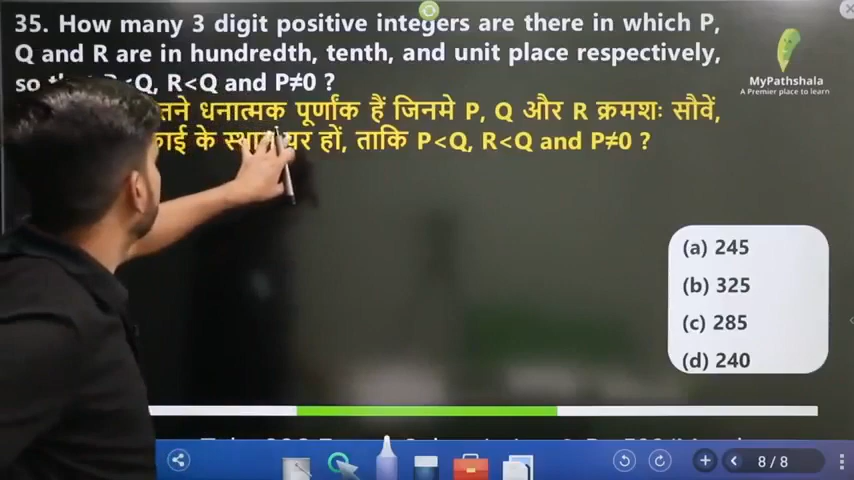 35. How many 3 digit positive integers are there in which P,
Q and R are in hundredth, tenth, and unit place respectively,
so <Q, R<Q and P≠0 ?
धनात्मक पूर्णांक हैं जिनमे P, Q और R क्रमशः सौवें,
के हों, ताकि P<Q, R<Q and P≠0 ?
MyPathshala
A Premier place to learn
(a) 245
(b) 325
(c) 285
(d) 240
8/8